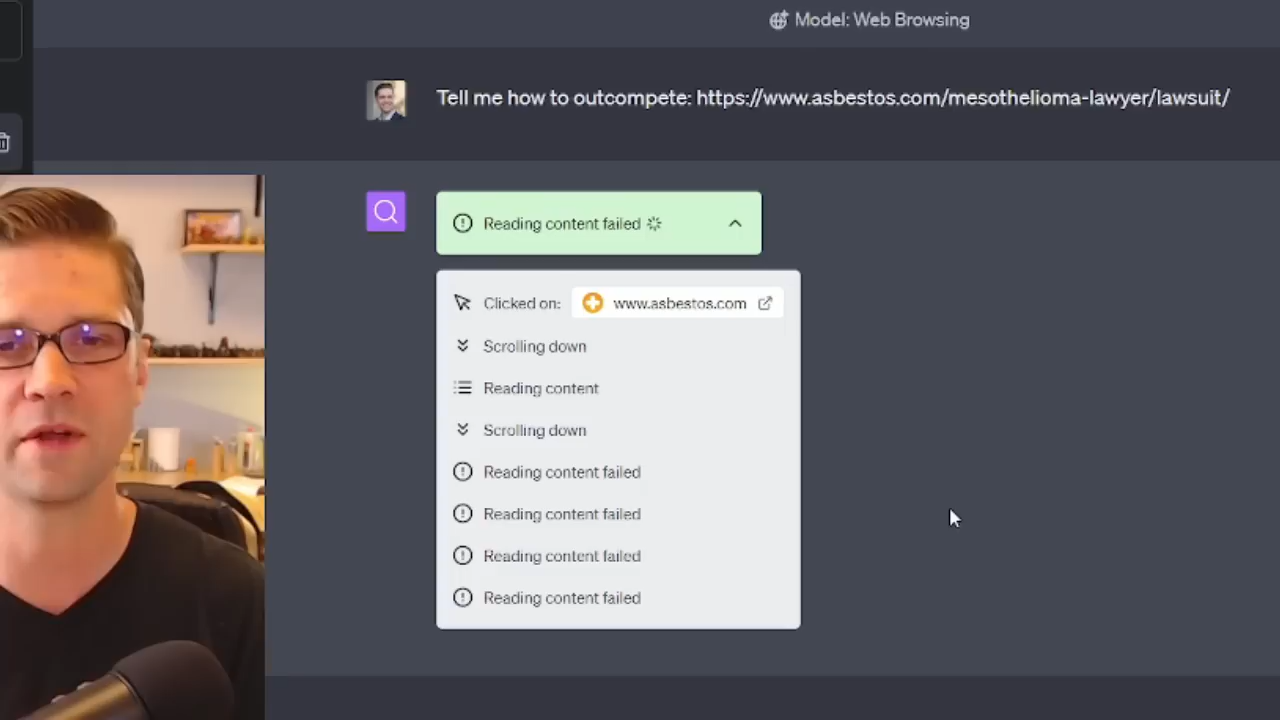 Model: Web Browsing
Tell me how to outcompete: https://www.asbestos.com/mesothelioma-lawyer/lawsuit/
Reading content failed
Clicked on: www.asbestos.com
Scrolling down
Reading content
Scrolling down
Reading content failed
Reading content failed
Reading content failed
Reading content failed